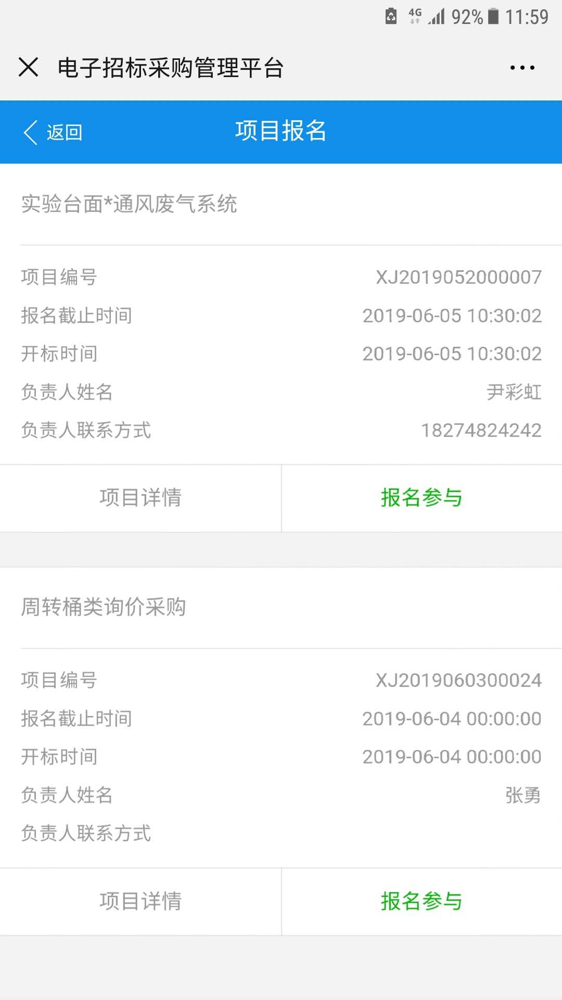 4G 92% 11:59
电子招标采购管理平台
返回 项目报名
实验台面*通风废气系统
项目编号 XJ2019052000007
报名截止时间 2019-06-05 10:30:02
开标时间 2019-06-05 10:30:02
负责人姓名 尹彩虹
负责人联系方式 18274824242
项目详情 报名参与
周转桶类询价采购
项目编号 XJ2019060300024
报名截止时间 2019-06-04 00:00:00
开标时间 2019-06-04 00:00:00
负责人姓名 张勇
负责人联系方式
项目详情 报名参与